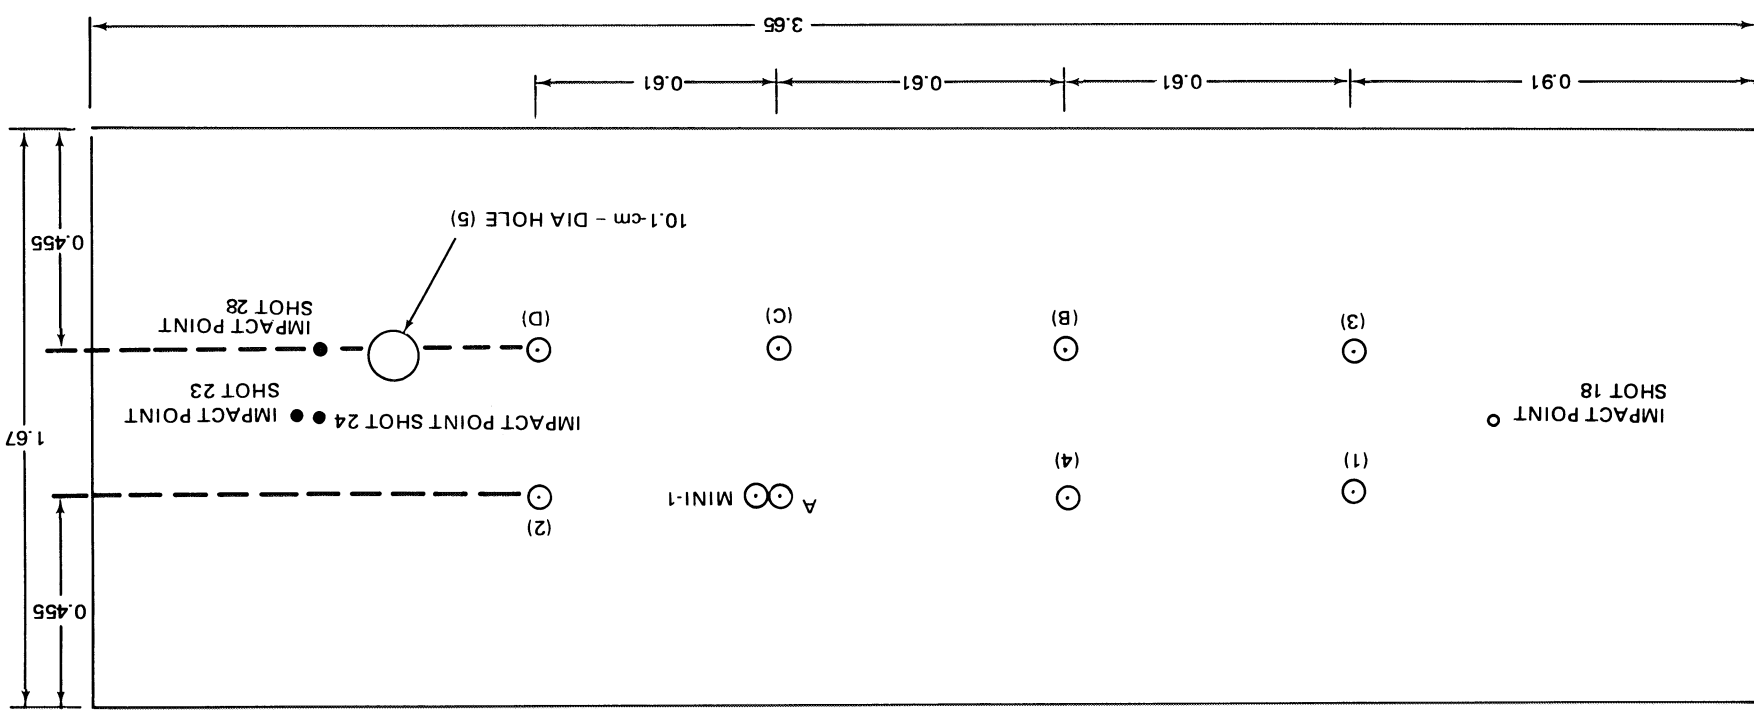 0.455
(2)
A
MINI-1
(1)
(4)
1.67
IMPACT POINT
SHOT 18
IMPACT POINT SHOT 24
IMPACT POINT
SHOT 23
(3)
(B)
(C)
(D)
IMPACT POINT
SHOT 28
0.455
10.1-cm – DIA HOLE (5)
0.91
0.61
0.61
0.61
3.65